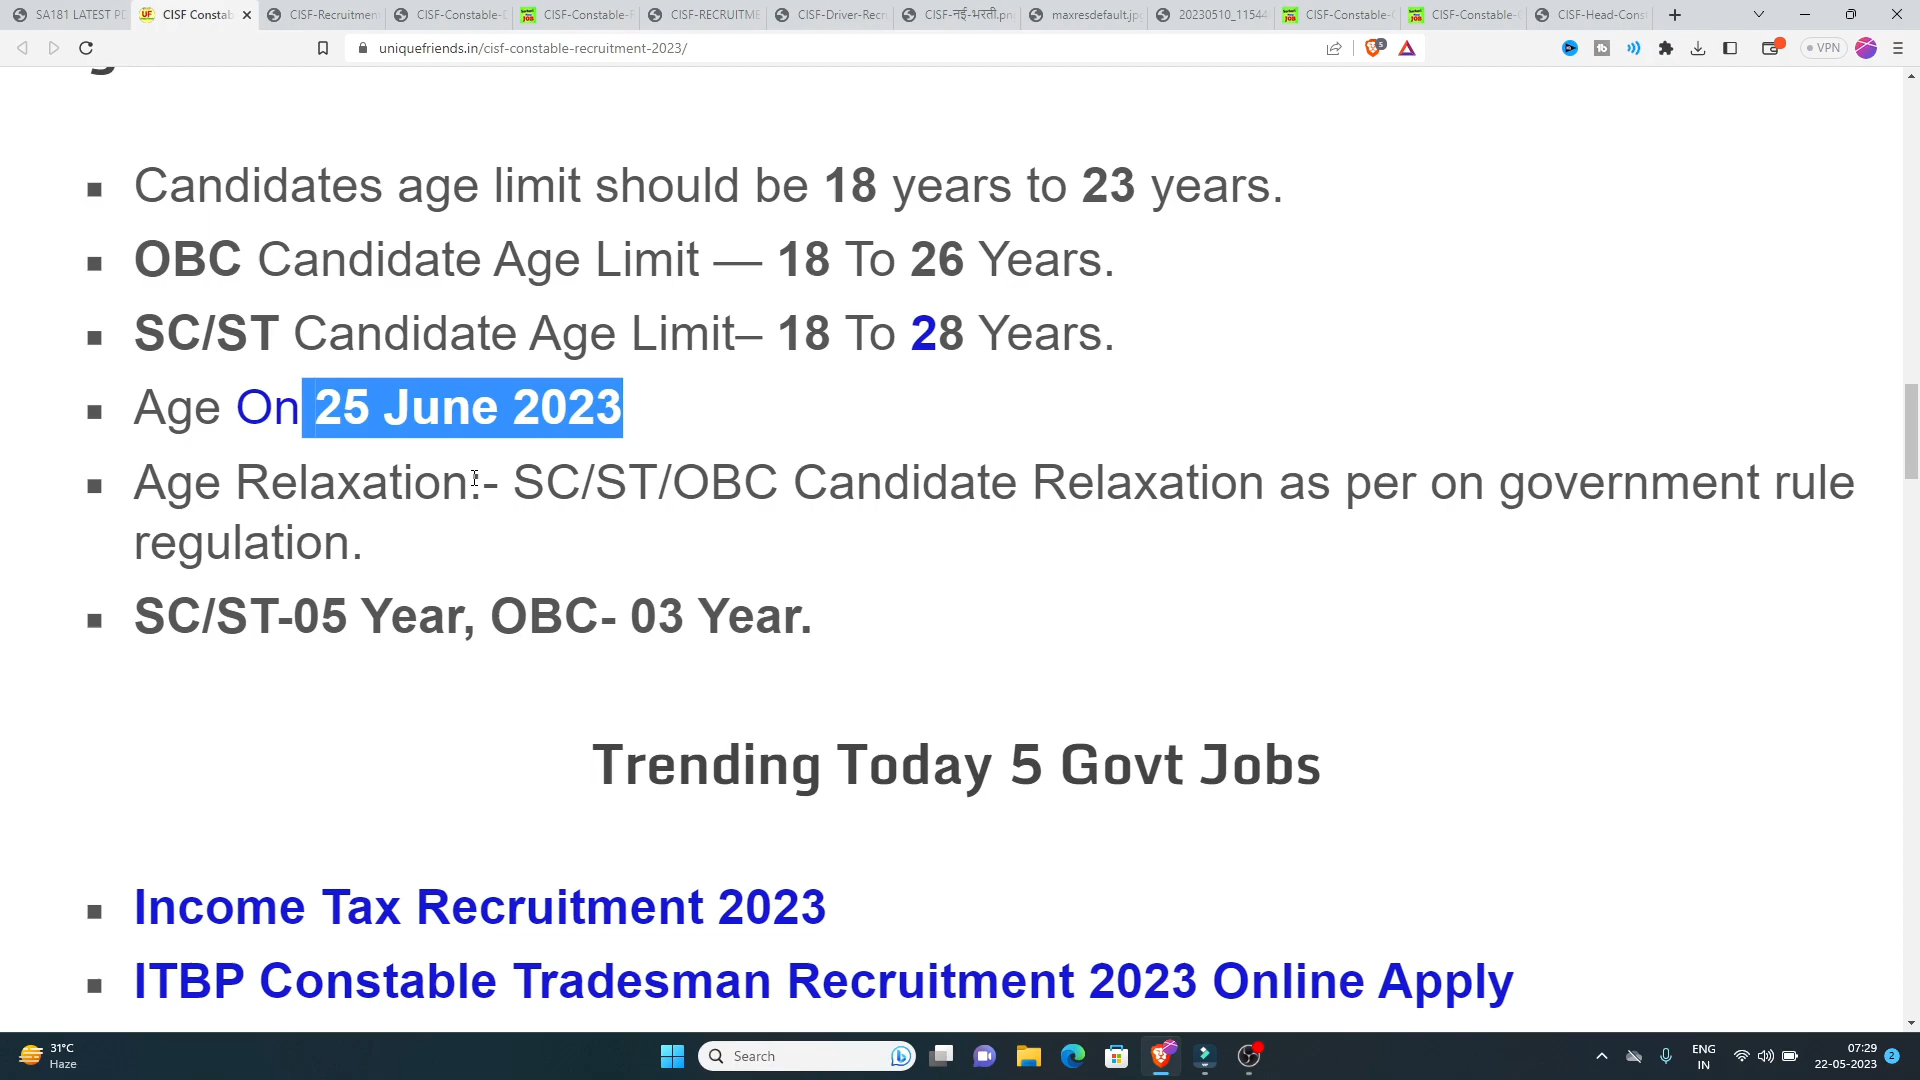 SA181 LATEST P
CISF Constab
CISF-Recruitment
CISF-Constable-
CISF-Constable-
CISF-RECRUITME
CISF-Driver-Recr
CISF-नई-भरती.pn
maxresdefault.jp
20230510_11544
CISF-Constable-
CISF-Constable-
CISF-Head-Cons
uniquefriends.in/cisf-constable-recruitment-2023/
VPN
Candidates age limit should be 18 years to 23 years.
OBC Candidate Age Limit — 18 To 26 Years.
SC/ST Candidate Age Limit– 18 To 28 Years.
Age On 25 June 2023
Age Relaxation:- SC/ST/OBC Candidate Relaxation as per on government rule
regulation.
SC/ST-05 Year, OBC- 03 Year.
Trending Today 5 Govt Jobs
Income Tax Recruitment 2023
ITBP Constable Tradesman Recruitment 2023 Online Apply
31°C
Haze
Search
ENG
IN
07:29
22-05-2023
2